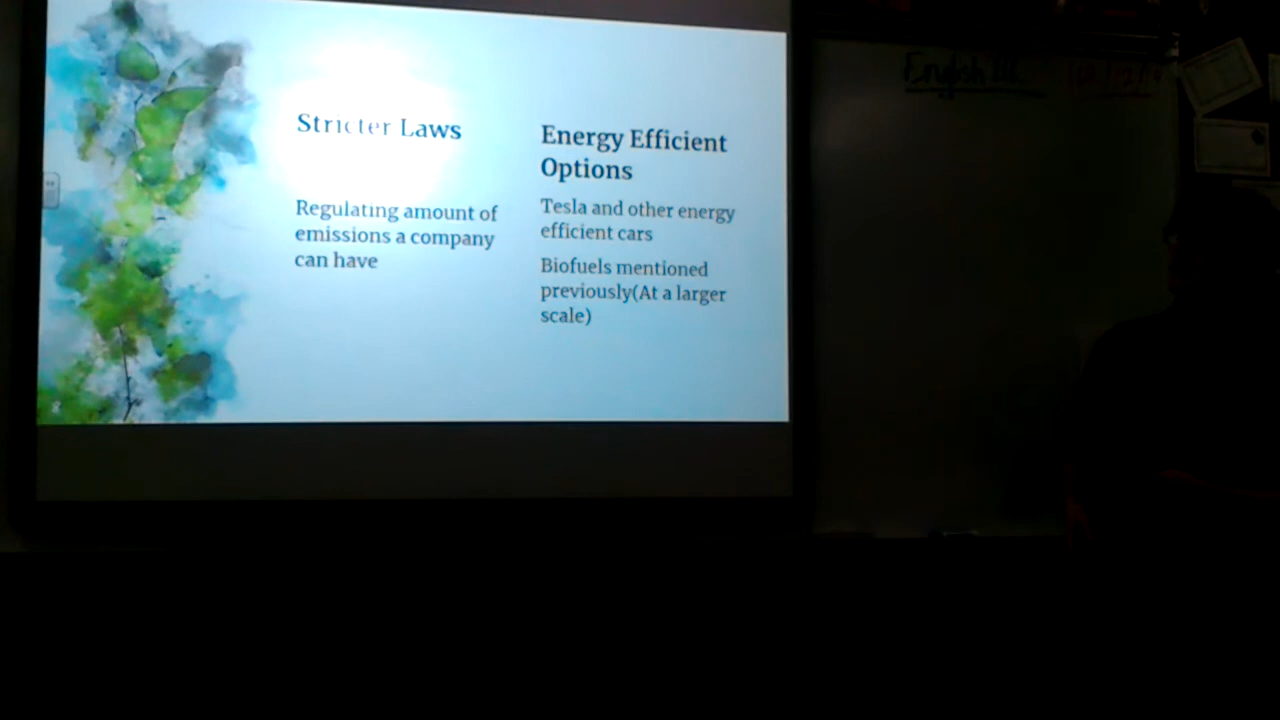 Stricter Laws
Regulating amount of
emissions a company
can have
Energy Efficient
Options
Tesla and other energy
efficient cars
Biofuels mentioned
previously(At a larger
scale)
English